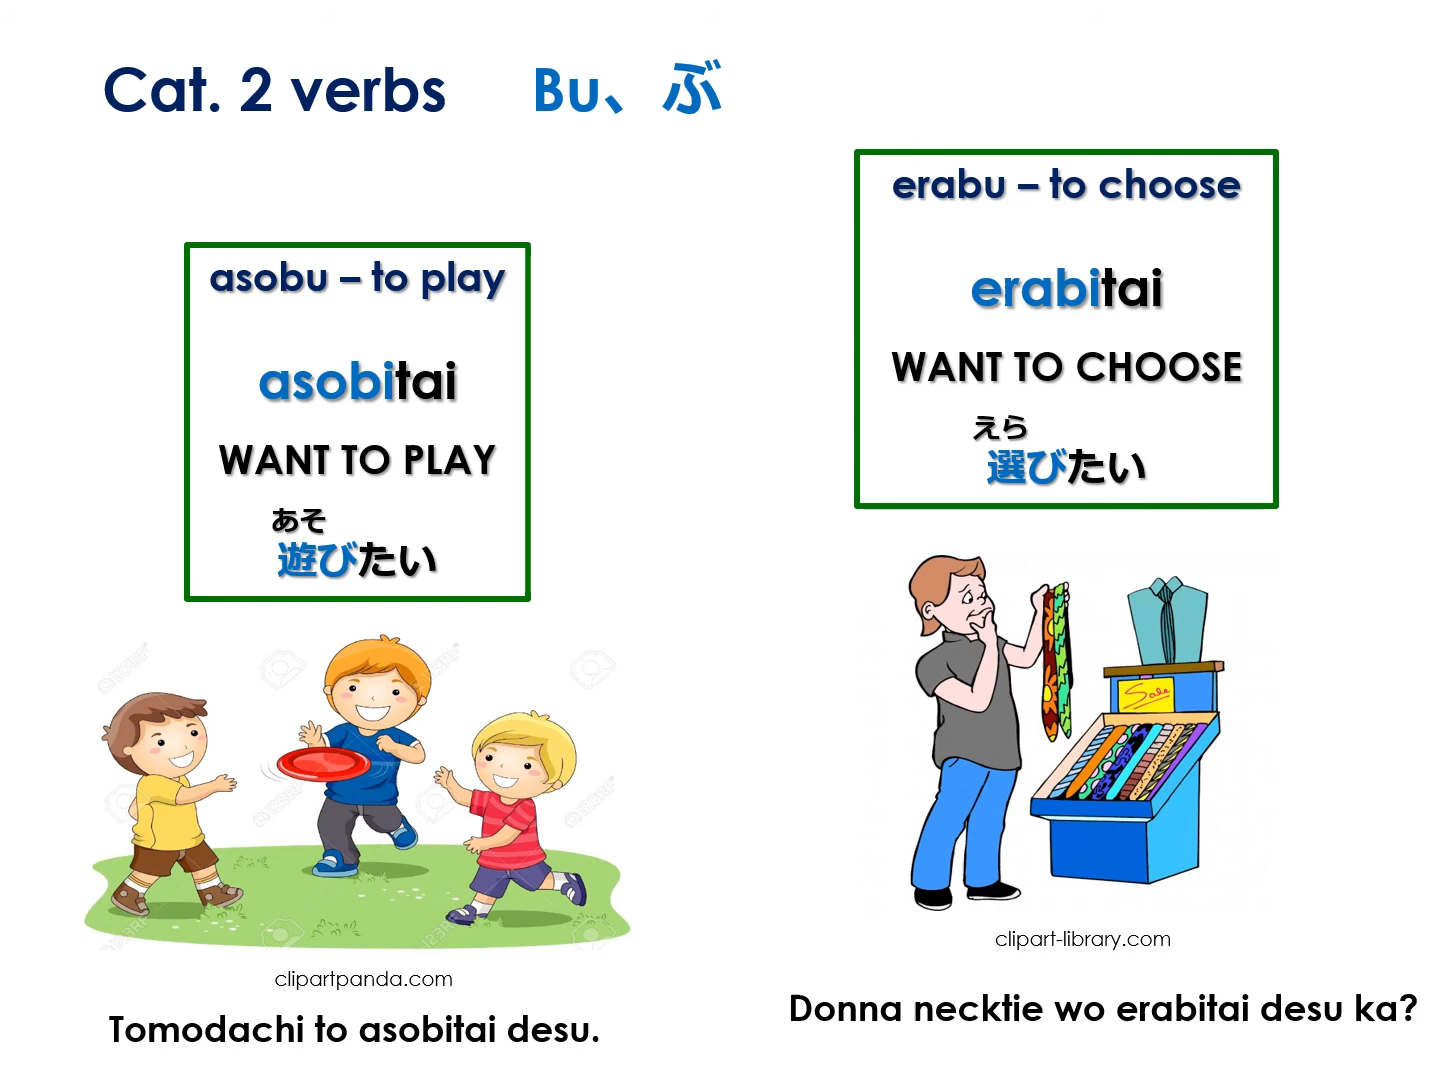 Cat. 2 verbs Bu、ぶ
asobu – to play
asobitai
WANT TO PLAY
あそ
遊びたい
clipartpanda.com
Tomodachi to asobitai desu.
erabu – to choose
erabitai
WANT TO CHOOSE
えら
選びたい
Sale
clipart-library.com
Donna necktie wo erabitai desu ka?